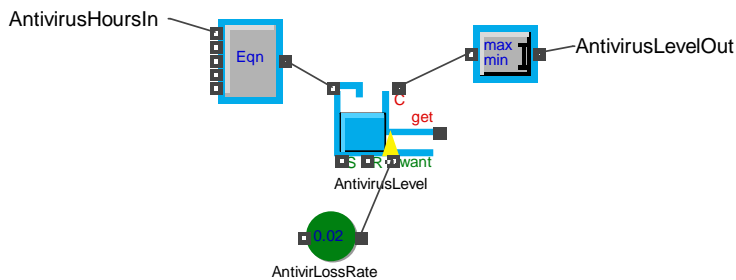 AntivirusHoursIn
Eqn
max
min
AntivirusLevelOut
C
get
S R want
AntivirusLevel
0.02
AntivirLossRate